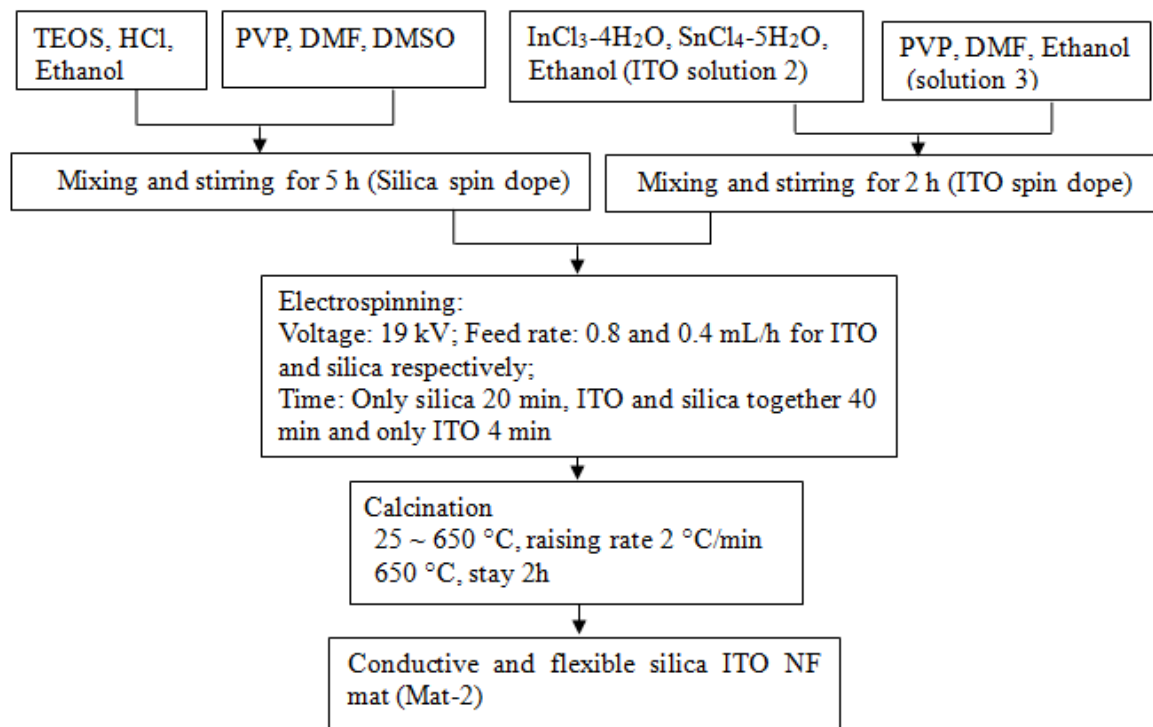 TEOS, HCl,
Ethanol
PVP, DMF, DMSO
InCl₃-4H₂O, SnCl₄-5H₂O,
Ethanol (ITO solution 2)
PVP, DMF, Ethanol
(solution 3)
Mixing and stirring for 5 h (Silica spin dope)
Mixing and stirring for 2 h (ITO spin dope)
Electrospinning:
Voltage: 19 kV; Feed rate: 0.8 and 0.4 mL/h for ITO
and silica respectively;
Time: Only silica 20 min, ITO and silica together 40
min and only ITO 4 min
Calcination
25 ~ 650 °C, raising rate 2 °C/min
650 °C, stay 2h
Conductive and flexible silica ITO NF
mat (Mat-2)